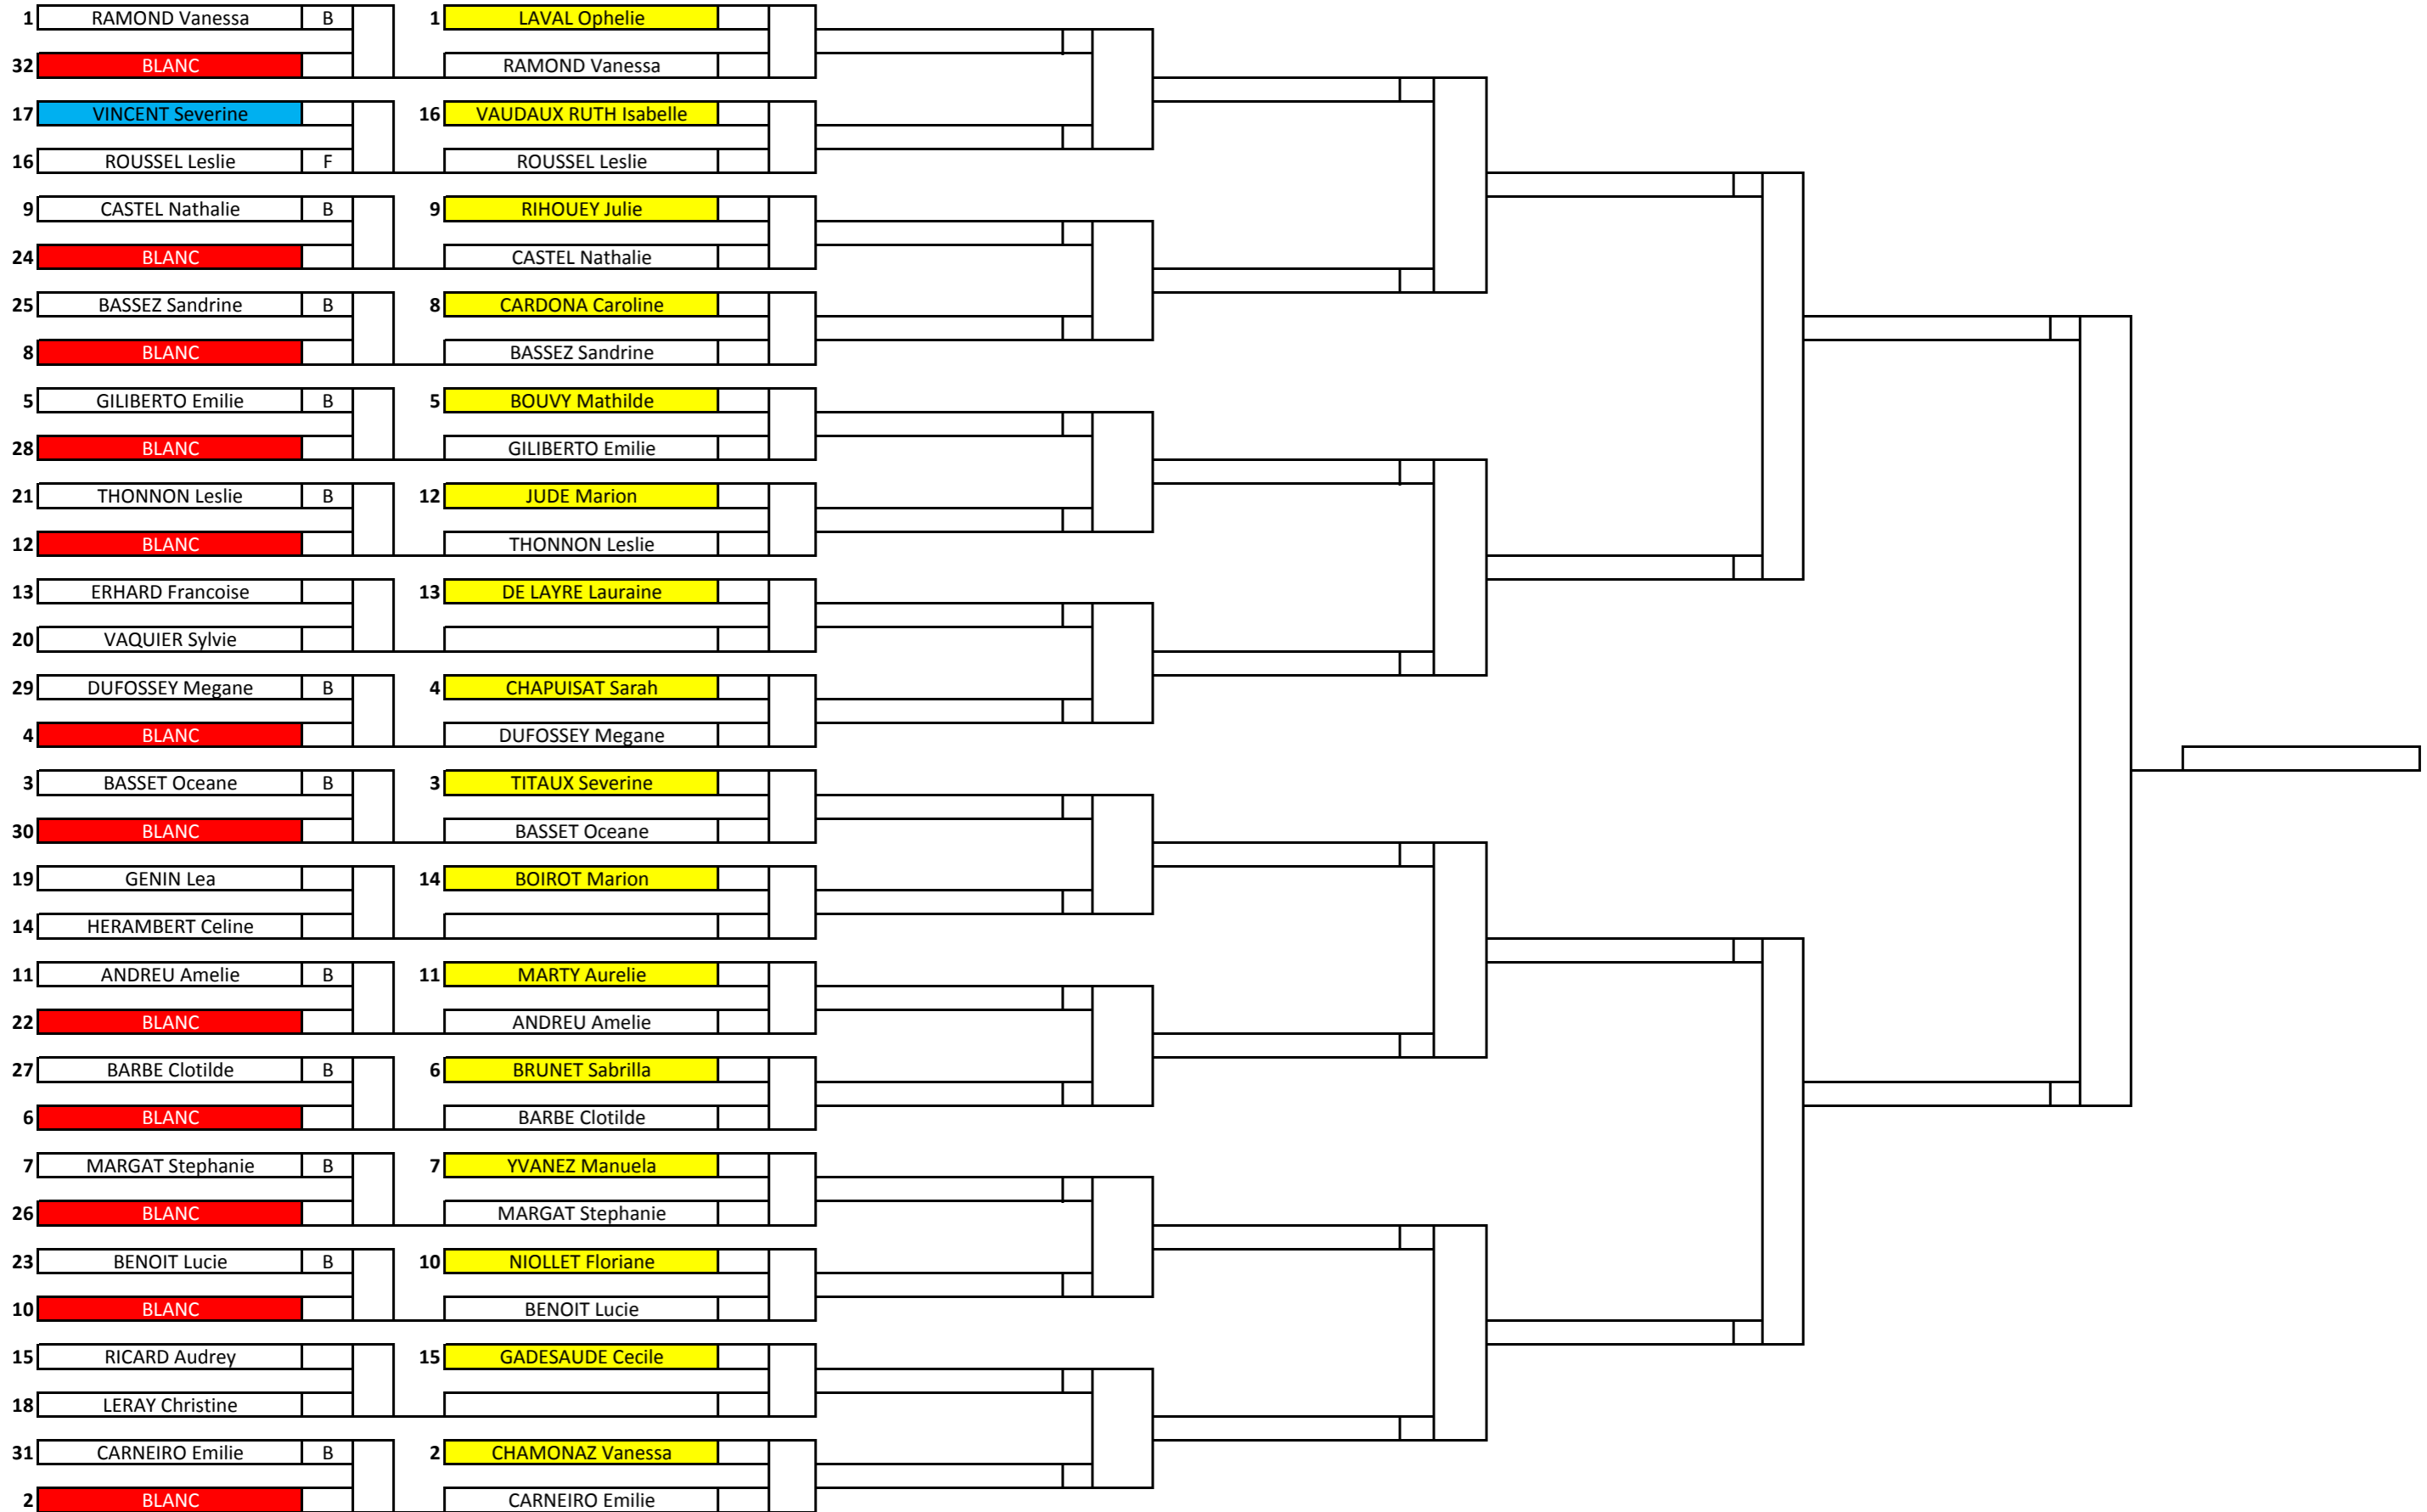 1 RAMOND Vanessa B 1 LAVAL Ophelie
32 BLANC RAMOND Vanessa
17 VINCENT Severine 16 VAUDAUX RUTH Isabelle
16 ROUSSEL Leslie F ROUSSEL Leslie
9 CASTEL Nathalie B 9 RIHOUEY Julie
24 BLANC CASTEL Nathalie
25 BASSEZ Sandrine B 8 CARDONA Caroline
8 BLANC BASSEZ Sandrine
5 GILIBERTO Emilie B 5 BOUVY Mathilde
28 BLANC GILIBERTO Emilie
21 THONNON Leslie B 12 JUDE Marion
12 BLANC THONNON Leslie
13 ERHARD Francoise 13 DE LAYRE Lauraine
20 VAQUIER Sylvie
29 DUFOSSEY Megane B 4 CHAPUISAT Sarah
4 BLANC DUFOSSEY Megane
3 BASSET Oceane B 3 TITAUX Severine
30 BLANC BASSET Oceane
19 GENIN Lea 14 BOIROT Marion
14 HERAMBERT Celine
11 ANDREU Amelie B 11 MARTY Aurelie
22 BLANC ANDREU Amelie
27 BARBE Clotilde B 6 BRUNET Sabrilla
6 BLANC BARBE Clotilde
7 MARGAT Stephanie B 7 YVANEZ Manuela
26 BLANC MARGAT Stephanie
23 BENOIT Lucie B 10 NIOLLET Floriane
10 BLANC BENOIT Lucie
15 RICARD Audrey 15 GADESAUDE Cecile
18 LERAY Christine
31 CARNEIRO Emilie B 2 CHAMONAZ Vanessa
2 BLANC CARNEIRO Emilie